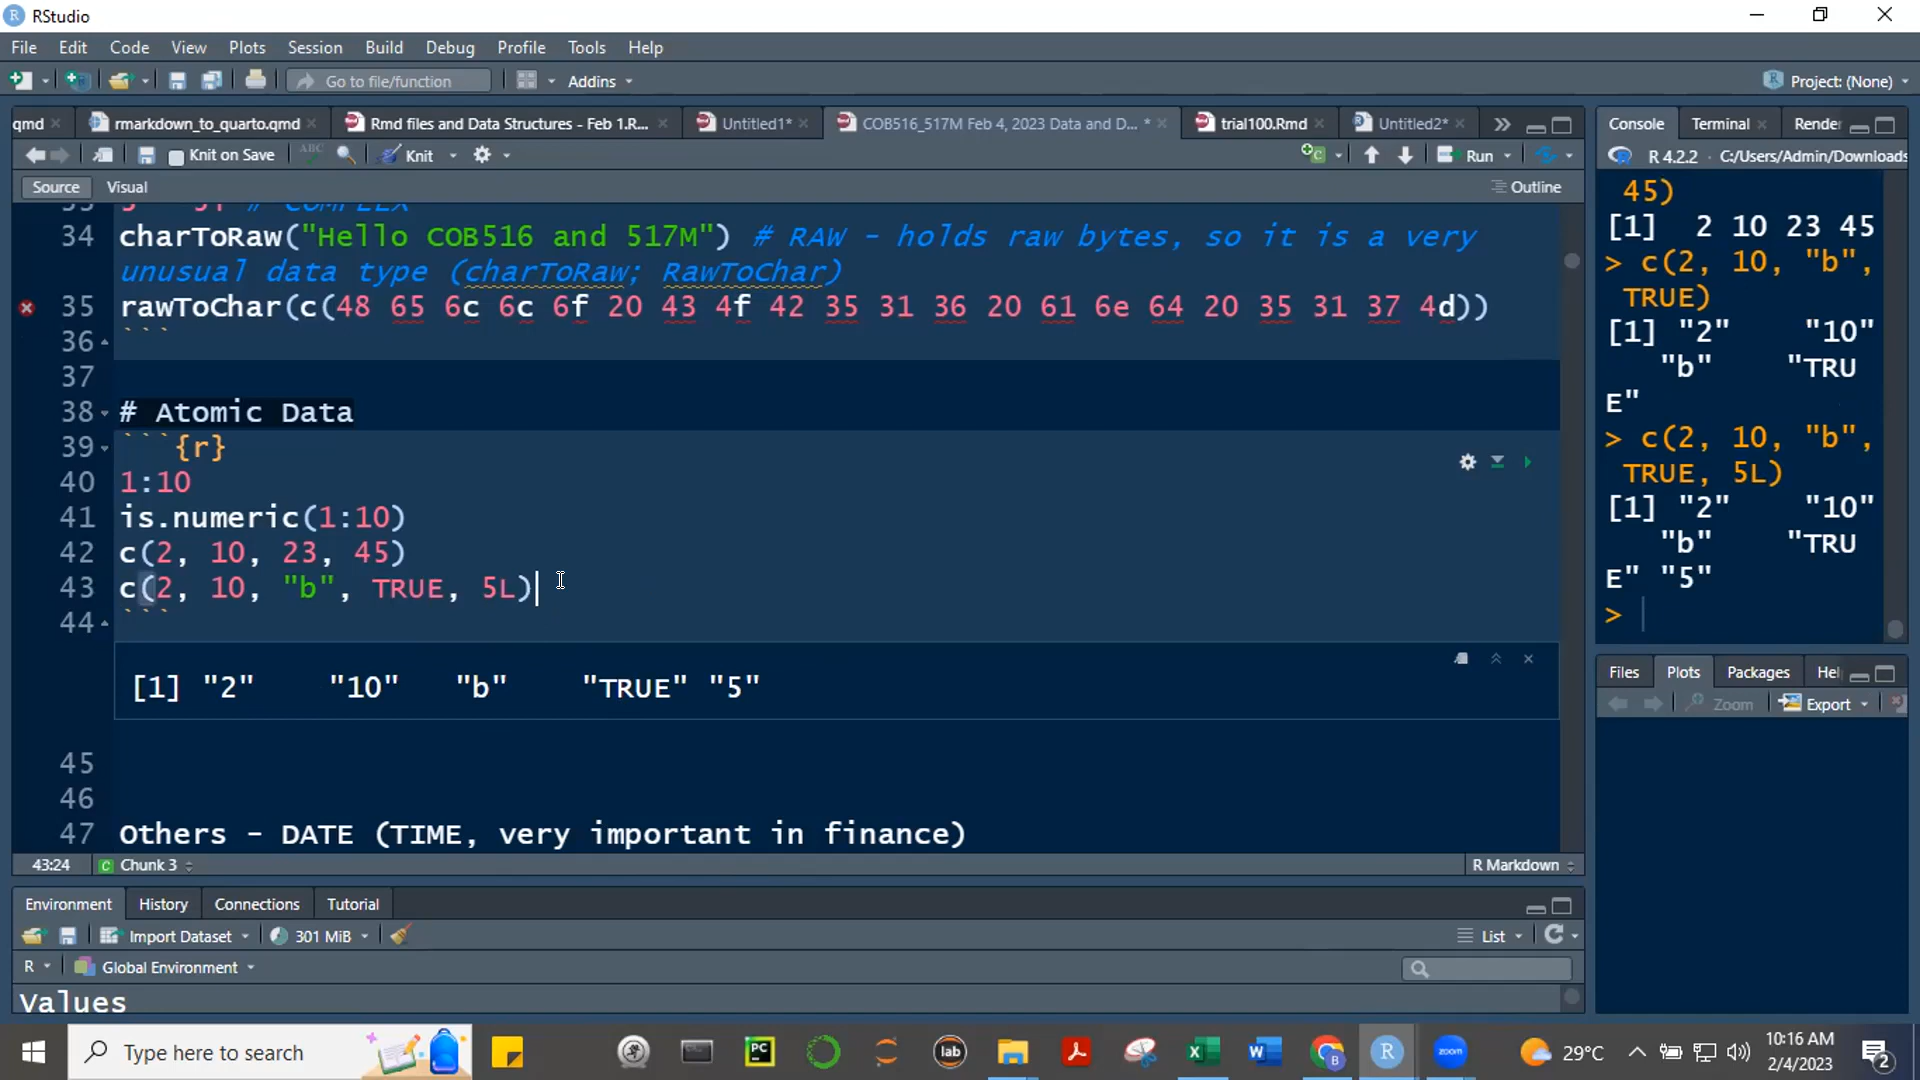 RStudio
File Edit Code View Plots Session Build Debug Profile Tools Help
Go to file/function Addins Project: (None)
qmd rmarkdown_to_quarto.qmd Rmd files and Data Structures - Feb 1.R... Untitled1* COB516_517M Feb 4, 2023 Data and D... * trial100.Rmd Untitled2*
Knit on Save ABC Knit Run
Source Visual Outline
34 charToRaw("Hello COB516 and 517M") # RAW - holds raw bytes, so it is a very
unusual data type (charToRaw; RawToChar)
35 rawToChar(c(48 65 6c 6c 6f 20 43 4f 42 35 31 36 20 61 6e 64 20 35 31 37 4d))
36 ```
37
38 # Atomic Data
39 ```{r}
40 1:10
41 is.numeric(1:10)
42 c(2, 10, 23, 45)
43 c(2, 10, "b", TRUE, 5L)
44 ```
[1] "2" "10" "b" "TRUE" "5"
45
46
47 Others - DATE (TIME, very important in finance)
43:24 C Chunk 3 R Markdown
Environment History Connections Tutorial
Import Dataset 301 MiB List
R Global Environment
Values
Console Terminal Render
R 4.2.2 · C:/Users/Admin/Downloads
45)
[1] 2 10 23 45
> c(2, 10, "b",
TRUE)
[1] "2" "10"
"b" "TRU
E"
> c(2, 10, "b",
TRUE, 5L)
[1] "2" "10"
"b" "TRU
E" "5"
>
Files Plots Packages Hel
Zoom Export
Type here to search PC lab zoom 29°C 10:16 AM
2/4/2023 2